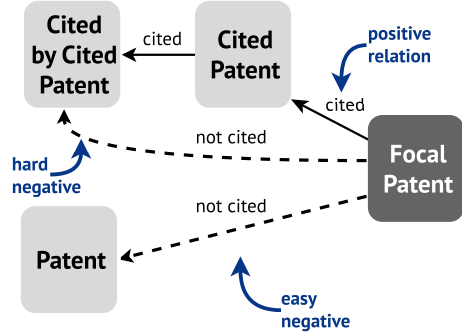 Cited
by Cited
Patent
cited
Cited
Patent
positive
relation
cited
not cited
hard
negative
Focal
Patent
not cited
Patent
easy
negative